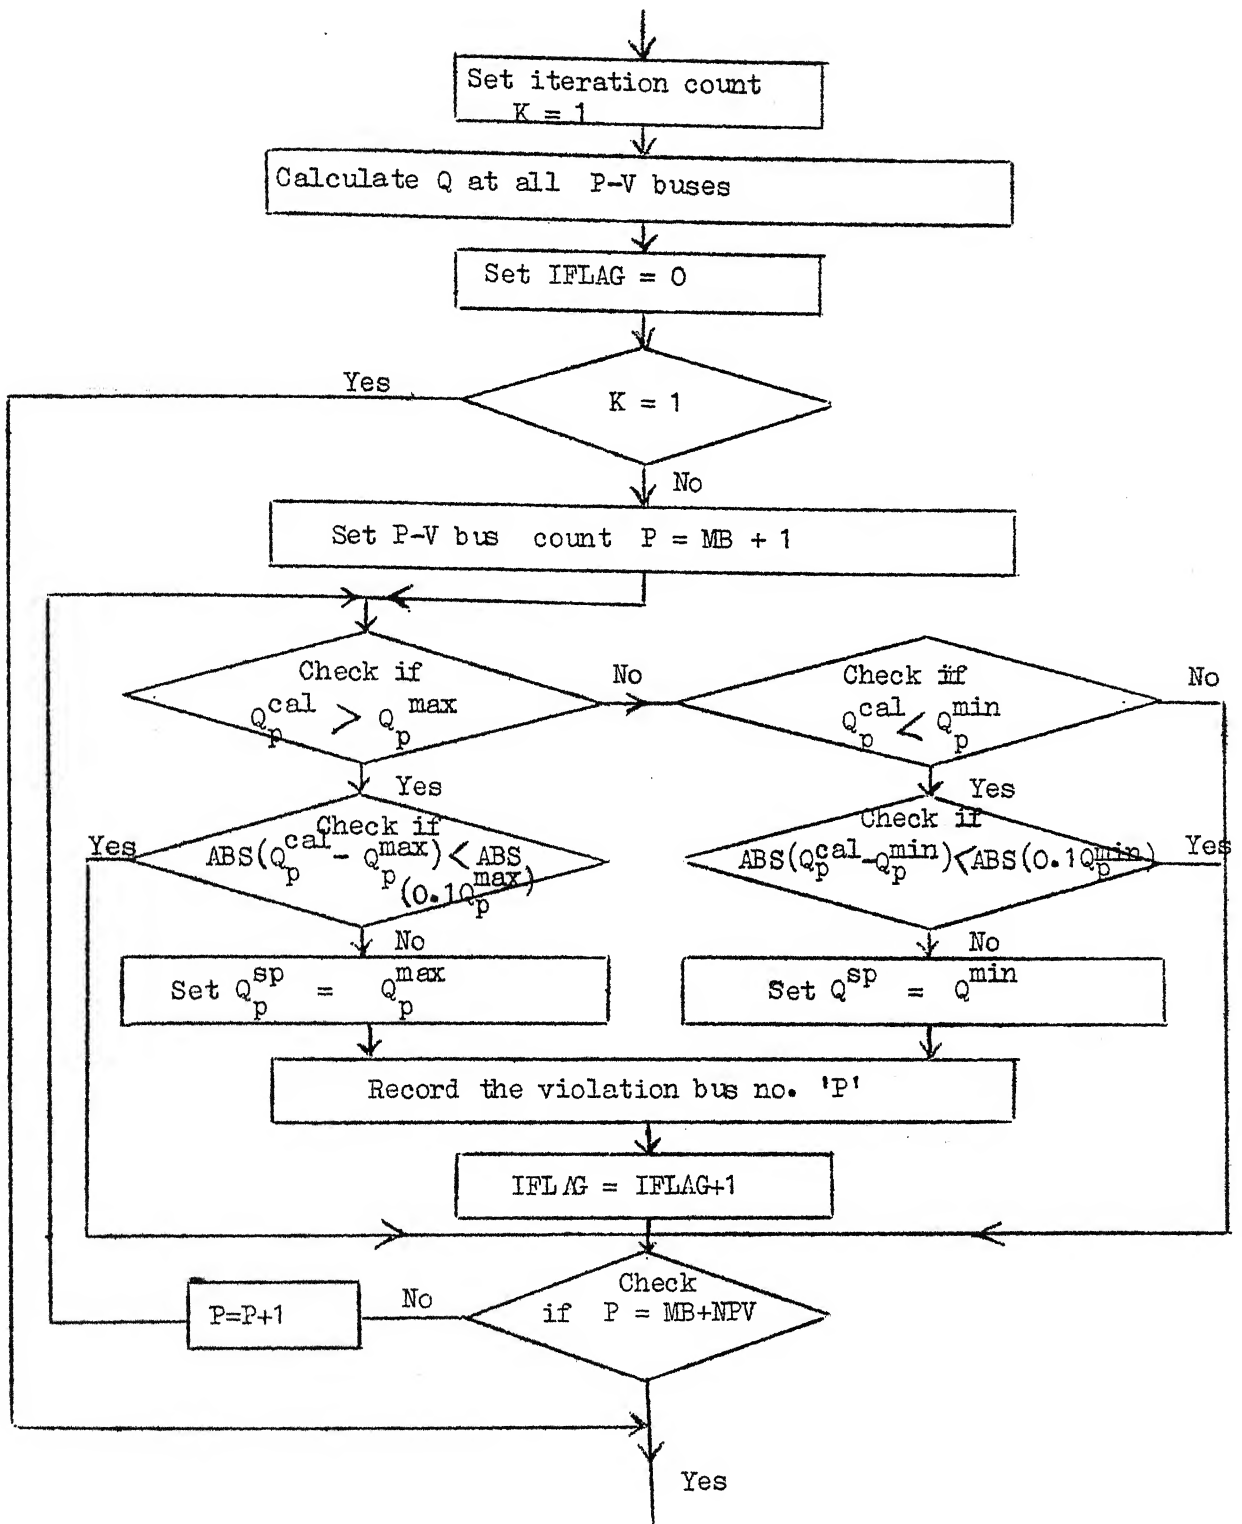 Set iteration count
K = 1
Calculate Q at all P-V buses
Set IFLAG = 0
Yes
K = 1
No
Set P-V bus count P = MB + 1
Check if
Q_p^cal > Q_p^max
No
Check if
Q_p^cal < Q_p^min
No
Yes
Yes
Yes
Check if
ABS(Q_p^cal - Q_p^max) < ABS
(0.1Q_p^max)
Check if
ABS(Q_p^cal-Q_p^min)<ABS(0.1Q_p^min)
Yes
No
No
Set Q_p^sp = Q_p^max
Set Q^sp = Q^min
Record the violation bus no. 'P'
IFLAG = IFLAG+1
P=P+1
No
Check
if P = MB+NPV
Yes